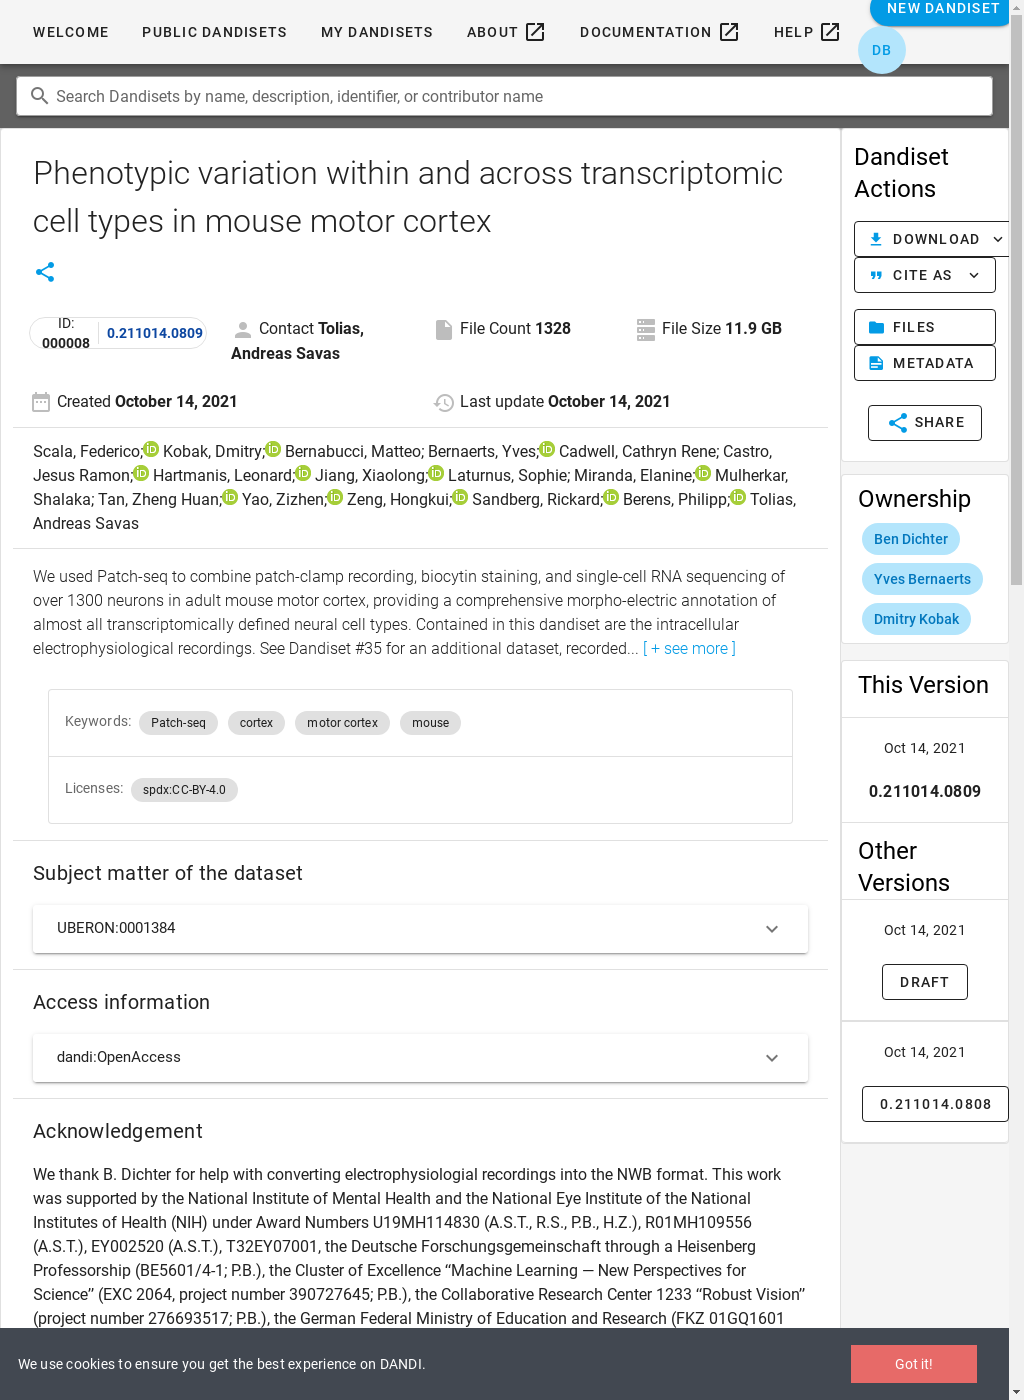 WELCOME PUBLIC DANDISETS MY DANDISETS ABOUT DOCUMENTATION HELP NEW DANDISET
DB
Search Dandisets by name, description, identifier, or contributor name
Phenotypic variation within and across transcriptomic
cell types in mouse motor cortex
ID:
000008
0.211014.0809
Contact Tolias,
Andreas Savas
File Count 1328
File Size 11.9 GB
Created October 14, 2021
Last update October 14, 2021
Scala, Federico; Kobak, Dmitry; Bernabucci, Matteo; Bernaerts, Yves; Cadwell, Cathryn Rene; Castro,
Jesus Ramon; Hartmanis, Leonard; Jiang, Xiaolong; Laturnus, Sophie; Miranda, Elanine; Mulherkar,
Shalaka; Tan, Zheng Huan; Yao, Zizhen; Zeng, Hongkui; Sandberg, Rickard; Berens, Philipp; Tolias,
Andreas Savas
We used Patch-seq to combine patch-clamp recording, biocytin staining, and single-cell RNA sequencing of
over 1300 neurons in adult mouse motor cortex, providing a comprehensive morpho-electric annotation of
almost all transcriptomically defined neural cell types. Contained in this dandiset are the intracellular
electrophysiological recordings. See Dandiset #35 for an additional dataset, recorded... [ + see more ]
Keywords: Patch-seq cortex motor cortex mouse
Licenses: spdx:CC-BY-4.0
Subject matter of the dataset
UBERON:0001384
Access information
dandi:OpenAccess
Acknowledgement
We thank B. Dichter for help with converting electrophysiologial recordings into the NWB format. This work
was supported by the National Institute of Mental Health and the National Eye Institute of the National
Institutes of Health (NIH) under Award Numbers U19MH114830 (A.S.T., R.S., P.B., H.Z.), R01MH109556
(A.S.T.), EY002520 (A.S.T.), T32EY07001, the Deutsche Forschungsgemeinschaft through a Heisenberg
Professorship (BE5601/4-1; P.B.), the Cluster of Excellence “Machine Learning — New Perspectives for
Science” (EXC 2064, project number 390727645; P.B.), the Collaborative Research Center 1233 “Robust Vision”
(project number 276693517; P.B.), the German Federal Ministry of Education and Research (FKZ 01GQ1601
Dandiset
Actions
DOWNLOAD
CITE AS
FILES
METADATA
SHARE
Ownership
Ben Dichter
Yves Bernaerts
Dmitry Kobak
This Version
Oct 14, 2021
0.211014.0809
Other
Versions
Oct 14, 2021
DRAFT
Oct 14, 2021
0.211014.0808
We use cookies to ensure you get the best experience on DANDI.
Got it!